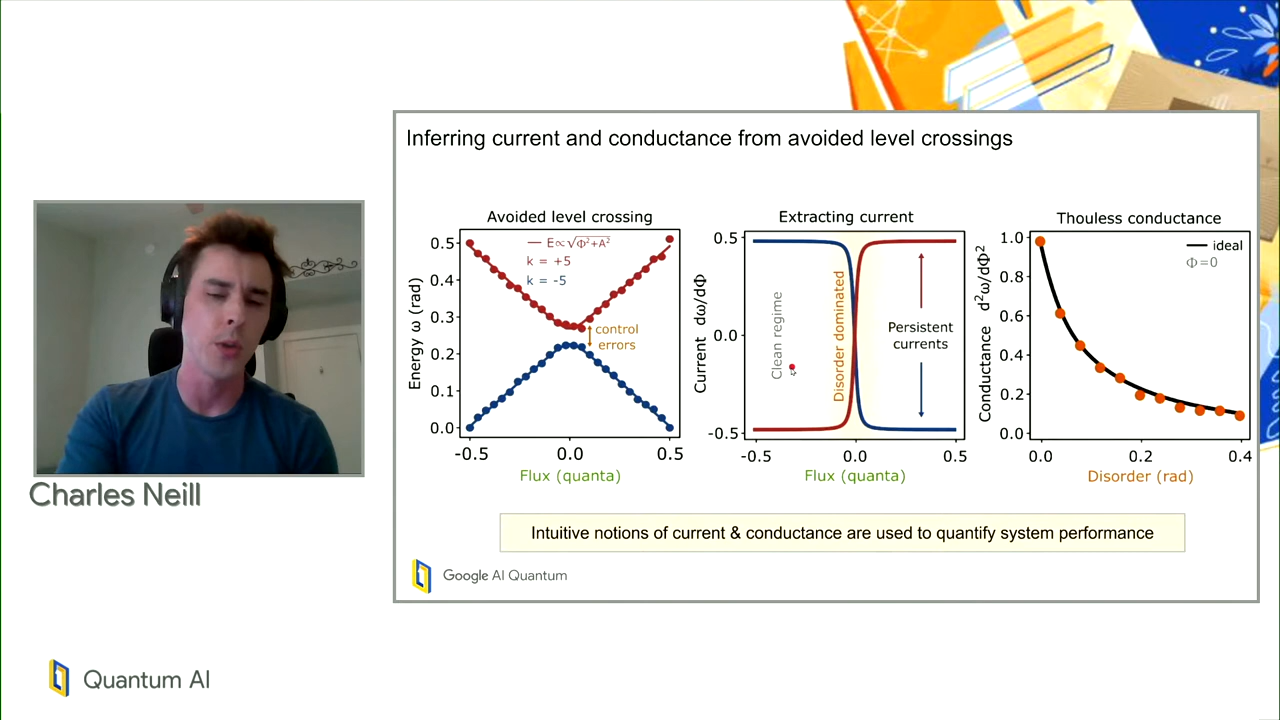 Inferring current and conductance from avoided level crossings
Avoided level crossing
Energy ω (rad)
0.5
0.4
0.3
0.2
0.1
0.0
— E∝√Φ²+A²
k = +5
k = -5
control
errors
-0.5
0.0
0.5
Flux (quanta)
Extracting current
Current dω/dΦ
0.5
0.0
-0.5
Clean regime
Disorder dominated
Persistent
currents
-0.5
0.0
0.5
Flux (quanta)
Thouless conductance
Conductance d²ω/dΦ²
1.0
0.8
0.6
0.4
0.2
0.0
ideal
Φ=0
0.0
0.2
0.4
Disorder (rad)
Intuitive notions of current & conductance are used to quantify system performance
Google AI Quantum
Charles Neill
Quantum AI